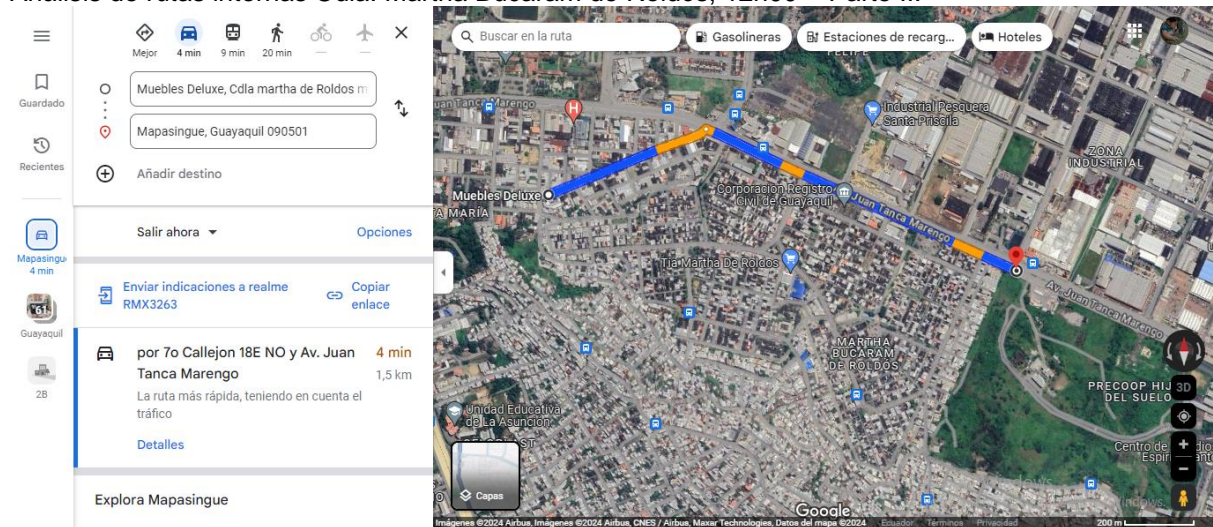 Guardado
Recientes
Mapasingue
4 min
Guayaquil
2B
Mejor
4 min
9 min
20 min
Muebles Deluxe, Cdla martha de Roldos m
Mapasingue, Guayaquil 090501
Añadir destino
Salir ahora
Opciones
Enviar indicaciones a realme
RMX3263
Copiar
enlace
por 7o Callejon 18E NO y Av. Juan
Tanca Marengo
4 min
1,5 km
La ruta más rápida, teniendo en cuenta el
tráfico
Detalles
Explora Mapasingue
Buscar en la ruta
Gasolineras
Estaciones de recarg...
Hoteles
Juan Tanca Marengo
Industrial Pesquera
Santa Priscila
ZONA
INDUSTRIAL
Muebles Deluxe
MARÍA
Corporacion Registro
Civil de Guayaquil
Juan Tanca Marengo
Tia Martha De Roldos
Av. Juan Tanca Marengo
MARTHA
BUCARAM
DE ROLDÓS
PRECOOP HIJ
DEL SUELO
3D
Unidad Educativa
de La Asunción
Capas
Google
Imágenes ©2024 Airbus, Imágenes ©2024 Airbus, CNES / Airbus, Maxar Technologies, Datos del mapa ©2024
Ecuador
Términos
Privacidad
200 m